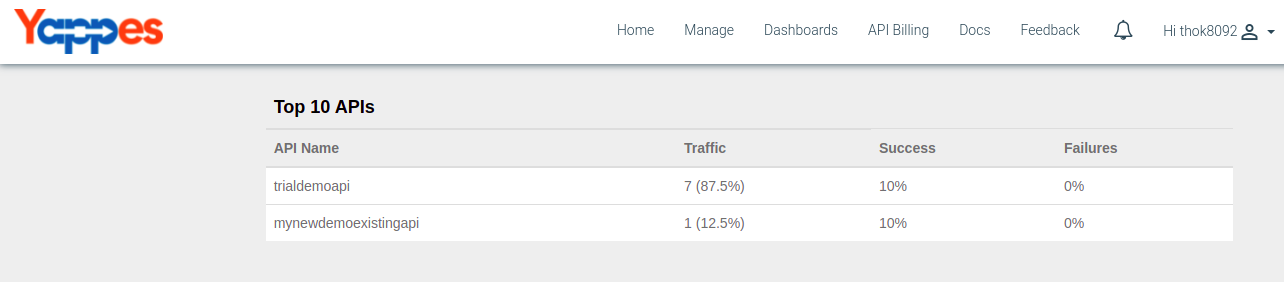 Yappes Home Manage Dashboards API Billing Docs Feedback Hi thok8092
Top 10 APIs
API Name Traffic Success Failures
trialdemoapi 7 (87.5%) 10% 0%
mynewdemoexistingapi 1 (12.5%) 10% 0%